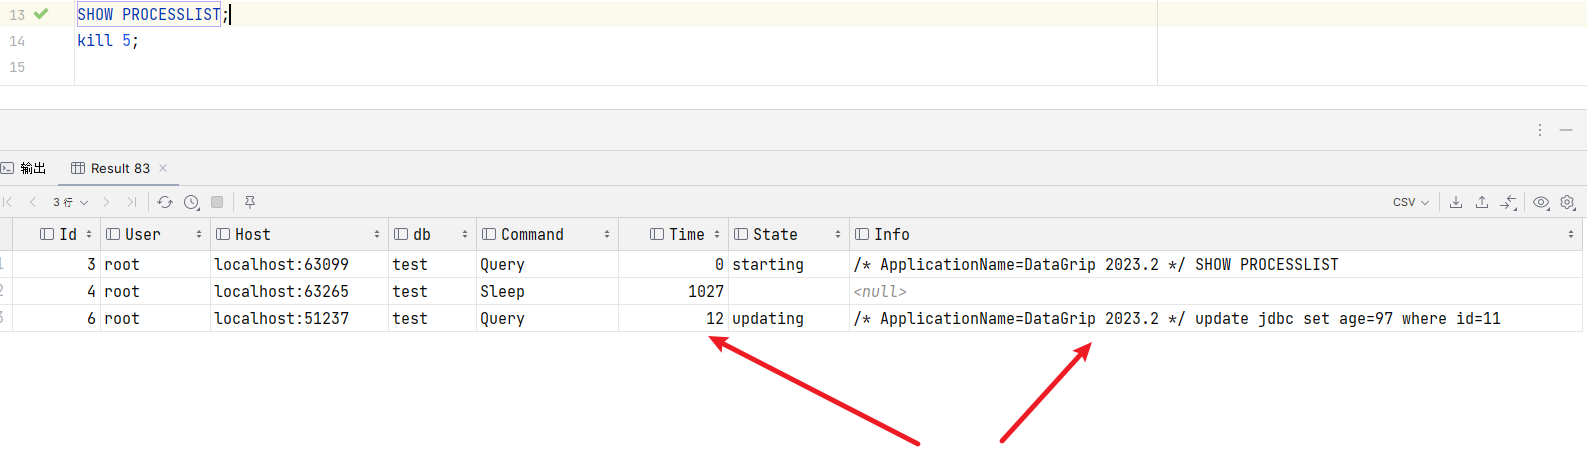 13 SHOW PROCESSLIST;
14 kill 5;
15
输出 Result 83
3 行 CSV
Id User Host db Command Time State Info
1 3 root localhost:63099 test Query 0 starting /* ApplicationName=DataGrip 2023.2 */ SHOW PROCESSLIST
2 4 root localhost:63265 test Sleep 1027 <null>
3 6 root localhost:51237 test Query 12 updating /* ApplicationName=DataGrip 2023.2 */ update jdbc set age=97 where id=11